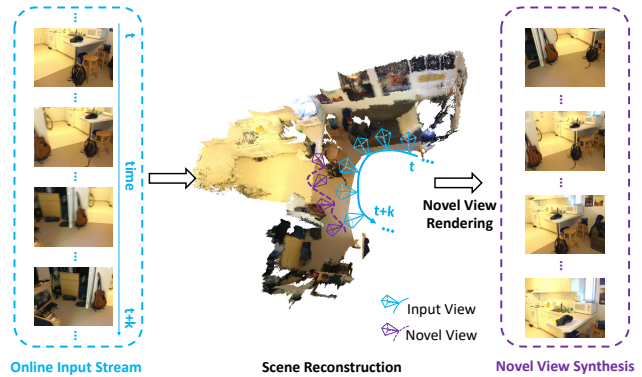 t
time
t+k
t
t+k
Novel View
Rendering
Input View
Novel View
Online Input Stream
Scene Reconstruction
Novel View Synthesis